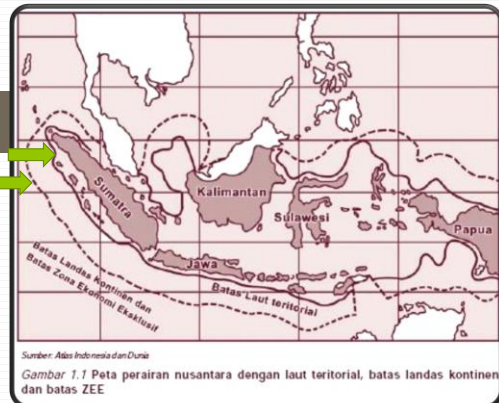 Sumatra
Kalimantan
Sulawesi
Papua
Jawa
Batas Laut teritorial
Batas Landas Kontinen dan
Batas Zona Ekonomi Eksklusif
Sumber: Atlas Indonesia dan Dunia
Gambar 1.1 Peta perairan nusantara dengan laut teritorial, batas landas kontinen
dan batas ZEE